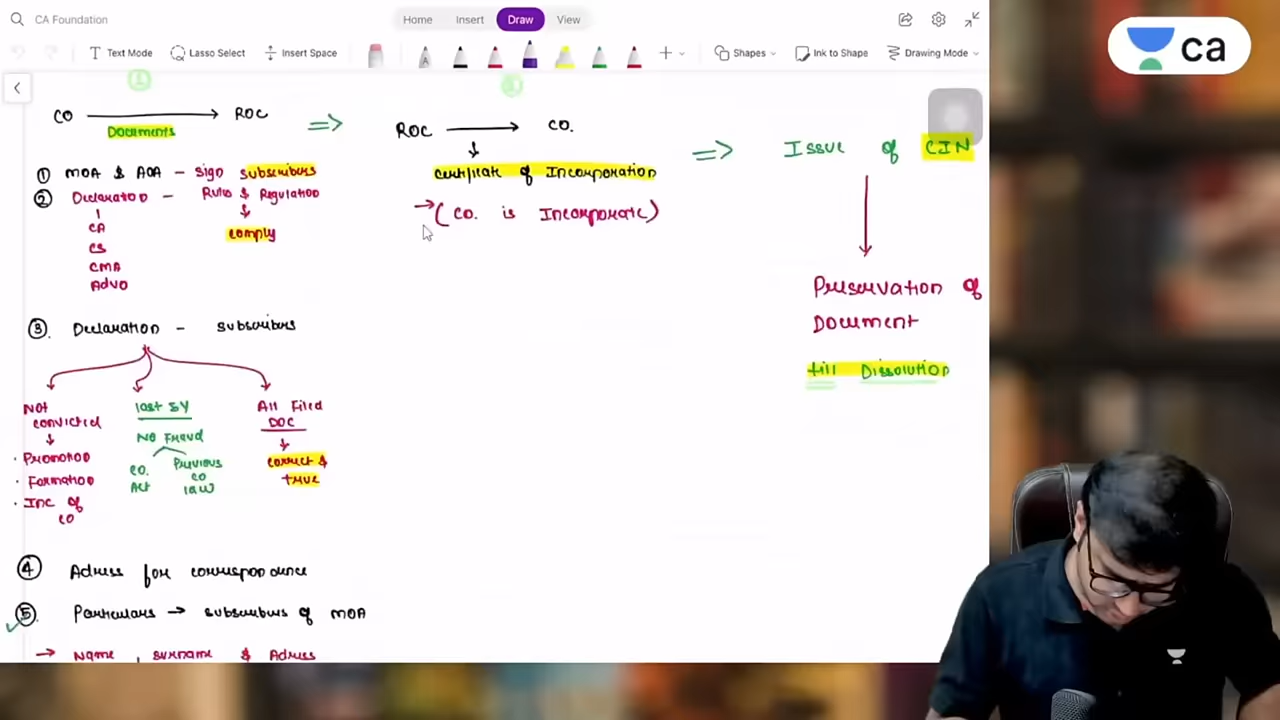 CA Foundation
Home Insert Draw View
Text Mode Lasso Select Insert Space Shapes Ink to Shape Drawing Mode
ca
1
CO ROC
Documents
① MOA & AOA - sign subscribers
② Declaration - Rules & Regulation
comply
CA
CS
CMA
Advo
③. Declaration - subscribers
Not convicted
Promotion
Formation
Inc of CO
last 5Y
NO Fraud
CO. Act
Previous CO law
All Filed DOC
correct & true
④ Adress for correspondence
⑤. Particulars → subscribers of MOA
→ Name, surname & Adress
ROC CO.
certificate of Incorporation
→ (CO. is Incorporate)
Issue of CIN
Preservation of
Document
till Dissolution